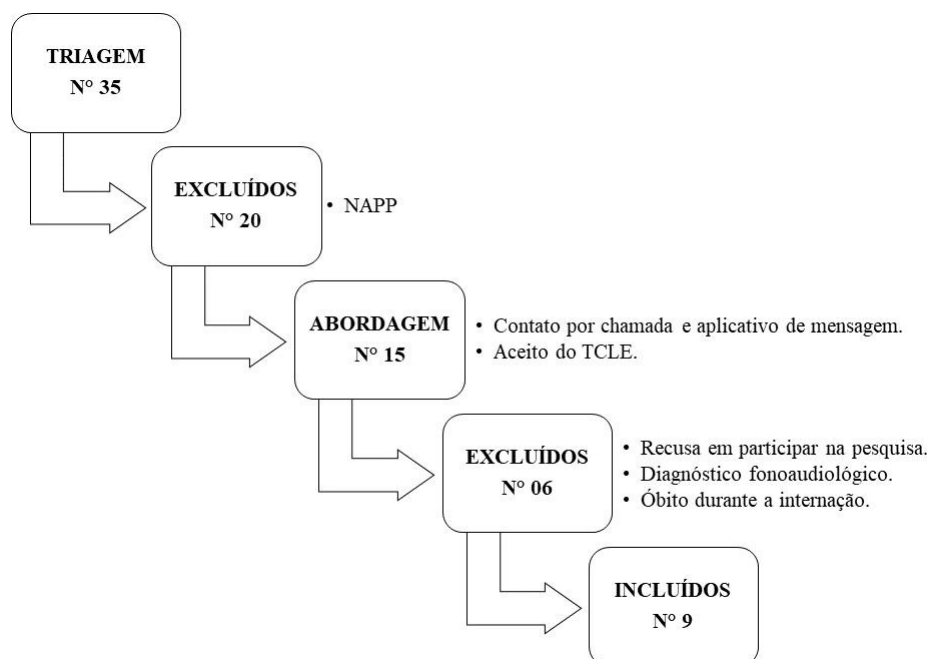 TRIAGEM
N° 35
EXCLUÍDOS
N° 20
• NAPP
ABORDAGEM
N° 15
• Contato por chamada e aplicativo de mensagem.
• Aceito do TCLE.
EXCLUÍDOS
N° 06
• Recusa em participar na pesquisa.
• Diagnóstico fonoaudiológico.
• Óbito durante a internação.
INCLUÍDOS
N° 9